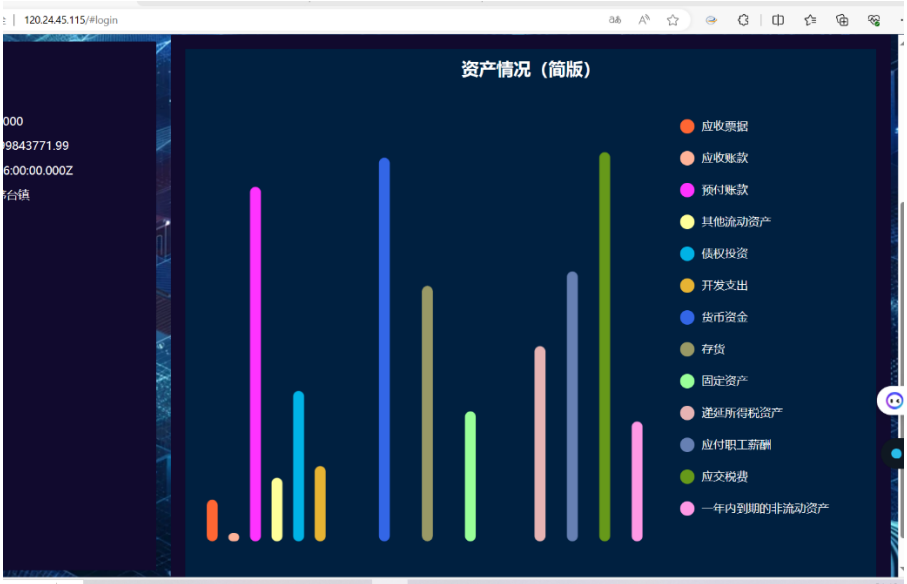 120.24.45.115/#login
资产情况（简版）
000
9843771.99
6:00:00.000Z
台镇
应收票据
应收账款
预付账款
其他流动资产
债权投资
开发支出
货币资金
存货
固定资产
递延所得税资产
应付职工薪酬
应交税费
一年内到期的非流动资产